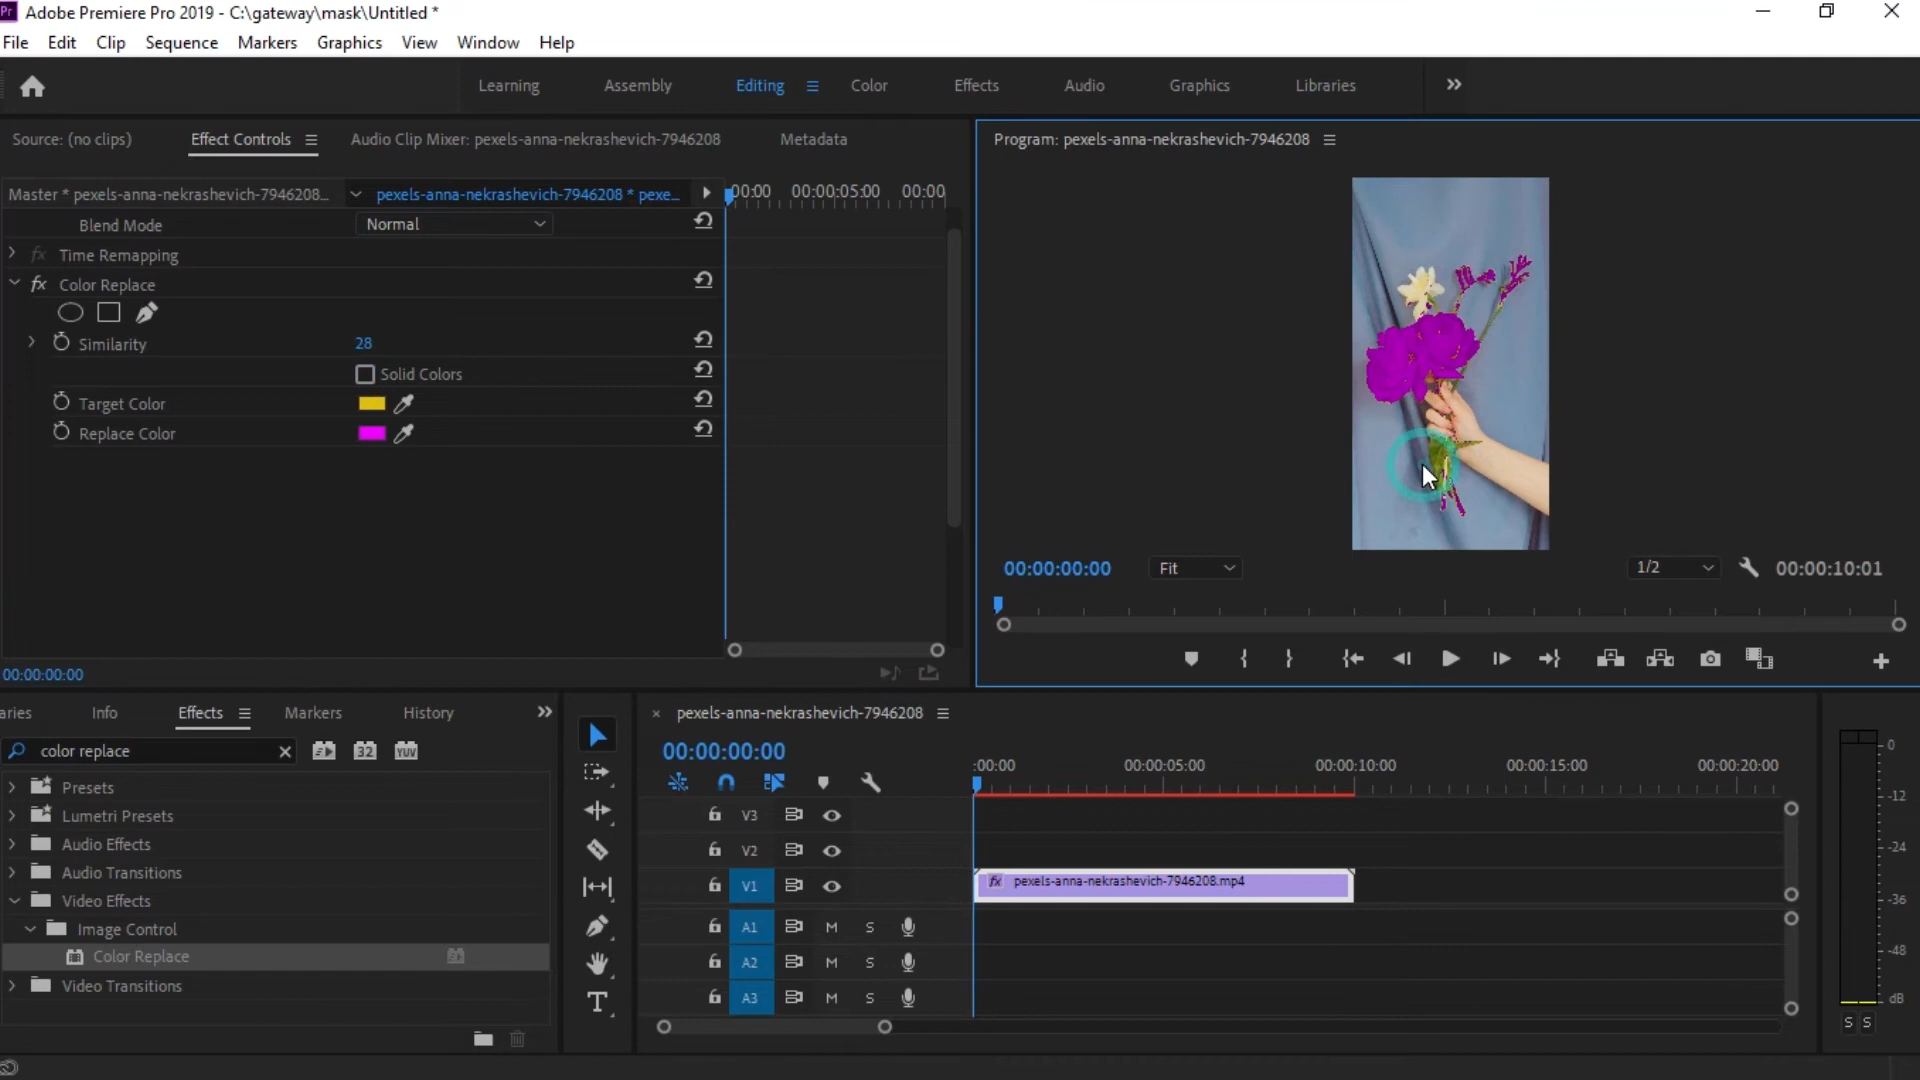 Pr Adobe Premiere Pro 2019 - C:\gateway\mask\Untitled *
File Edit Clip Sequence Markers Graphics View Window Help
Learning Assembly Editing Color Effects Audio Graphics Libraries
Source: (no clips) Effect Controls Audio Clip Mixer: pexels-anna-nekrashevich-7946208 Metadata
Program: pexels-anna-nekrashevich-7946208
Master * pexels-anna-nekrashevich-7946208... pexels-anna-nekrashevich-7946208 * pexe...
00:00 00:00:05:00 00:00
Blend Mode Normal
fx Time Remapping
fx Color Replace
Similarity 28
Solid Colors
Target Color
Replace Color
00:00:00:00 Fit 1/2 00:00:10:01
00:00:00:00
aries Info Effects Markers History
color replace 32 YUV
Presets
Lumetri Presets
Audio Effects
Audio Transitions
Video Effects
Image Control
Color Replace
Video Transitions
T
× pexels-anna-nekrashevich-7946208
00:00:00:00
:00:00 00:00:05:00 00:00:10:00 00:00:15:00 00:00:20:00
V3
V2
V1 fx pexels-anna-nekrashevich-7946208.mp4
A1 M S
A2 M S
A3 M S
0
-12
-24
-36
-48
dB
S S